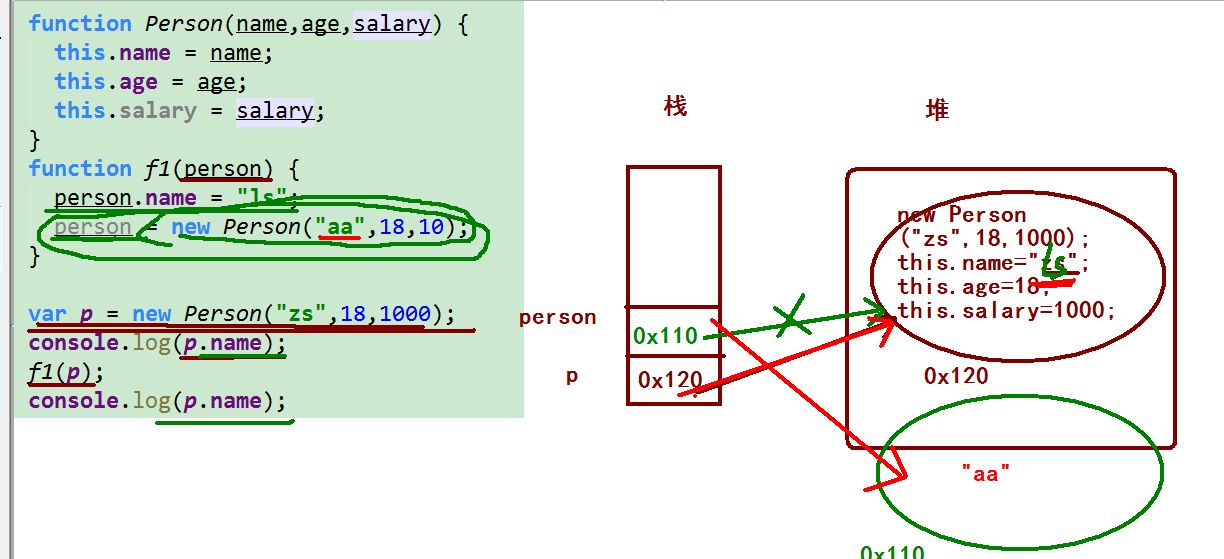 function Person(name,age,salary) {
this.name = name;
this.age = age;
this.salary = salary;
}
function f1(person) {
person.name = "ls";
person = new Person("aa",18,10);
}
var p = new Person("zs",18,1000);
console.log(p.name);
f1(p);
console.log(p.name);
栈
堆
person
0x110
p
0x120
new Person
("zs",18,1000);
this.name="zs";
ls
this.age=18;
this.salary=1000;
0x120
"aa"
0x110